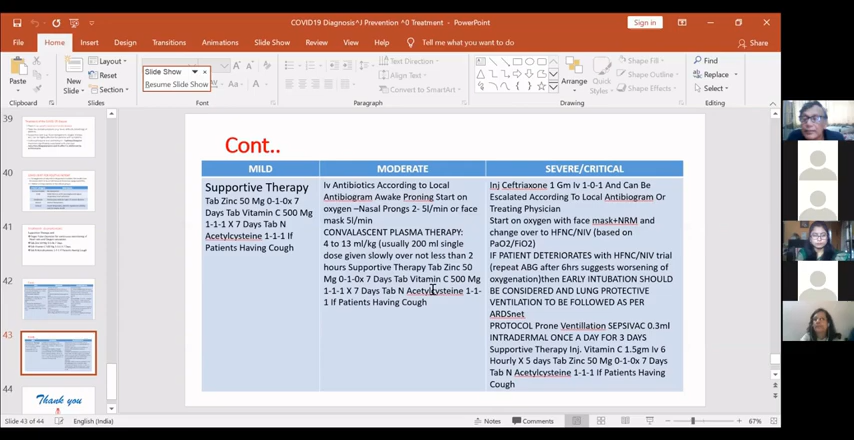 COVID19 Diagnosis^J Prevention ^0 Treatment - PowerPoint
Sign in
File Home Insert Design Transitions Animations Slide Show Review View Help Tell me what you want to do Share
Paste
Clipboard
New Slide
Layout
Reset
Section
Slides
Slide Show
Resume Slide Show
Font
Paragraph
Text Direction
Align Text
Convert to SmartArt
Arrange
Quick Styles
Shape Fill
Shape Outline
Shape Effects
Drawing
Find
Replace
Select
Editing
39
40
41
42
43
44
Thank you
Cont..
MILD
Supportive Therapy
Tab Zinc 50 Mg 0-1-0x 7
Days Tab Vitamin C 500 Mg
1-1-1 X 7 Days Tab N
Acetylcysteine 1-1-1 If
Patients Having Cough
MODERATE
Iv Antibiotics According to Local
Antibiogram Awake Proning Start on
oxygen –Nasal Prongs 2- 5l/min or face
mask 5l/min
CONVALASCENT PLASMA THERAPY:
4 to 13 ml/kg (usually 200 ml single
dose given slowly over not less than 2
hours Supportive Therapy Tab Zinc 50
Mg 0-1-0x 7 Days Tab Vitamin C 500 Mg
1-1-1 X 7 Days Tab N Acetylcysteine 1-1-
1 If Patients Having Cough
SEVERE/CRITICAL
Inj Ceftriaxone 1 Gm Iv 1-0-1 And Can Be
Escalated According To Local Antibiogram Or
Treating Physician
Start on oxygen with face mask+NRM and
change over to HFNC/NIV (based on
PaO2/FiO2)
IF PATIENT DETERIORATES with HFNC/NIV trial
(repeat ABG after 6hrs suggests worsening of
oxygenation)then EARLY INTUBATION SHOULD
BE CONSIDERED AND LUNG PROTECTIVE
VENTILATION TO BE FOLLOWED AS PER
ARDSnet
PROTOCOL Prone Ventillation SEPSIVAC 0.3ml
INTRADERMAL ONCE A DAY FOR 3 DAYS
Supportive Therapy Inj. Vitamin C 1.5gm Iv 6
Hourly X 5 days Tab Zinc 50 Mg 0-1-0x 7 Days
Tab N Acetylcysteine 1-1-1 If Patients Having
Cough
Slide 43 of 44 English (India) Notes Comments 67%